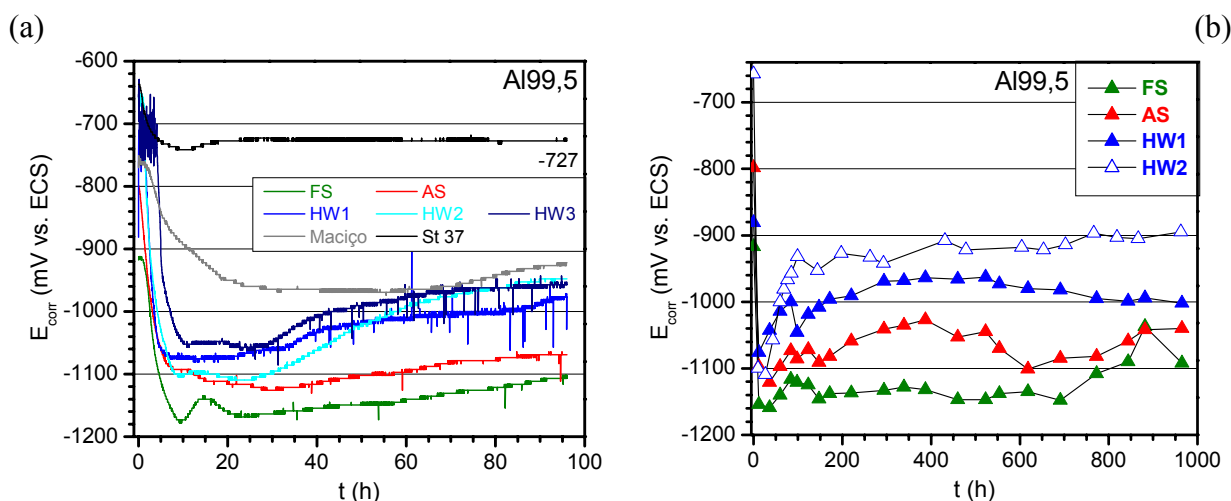 (a)
(b)
Al99,5
-600
-700
-800
-900
-1000
-1100
-1200
E_corr (mV vs. ECS)
-727
FS AS
HW1 HW2 HW3
Maciço St 37
0 20 40 60 80 100
t (h)
Al99,5
FS
AS
HW1
HW2
-700
-800
-900
-1000
-1100
-1200
E_corr (mV vs. ECS)
0 200 400 600 800 1000
t (h)